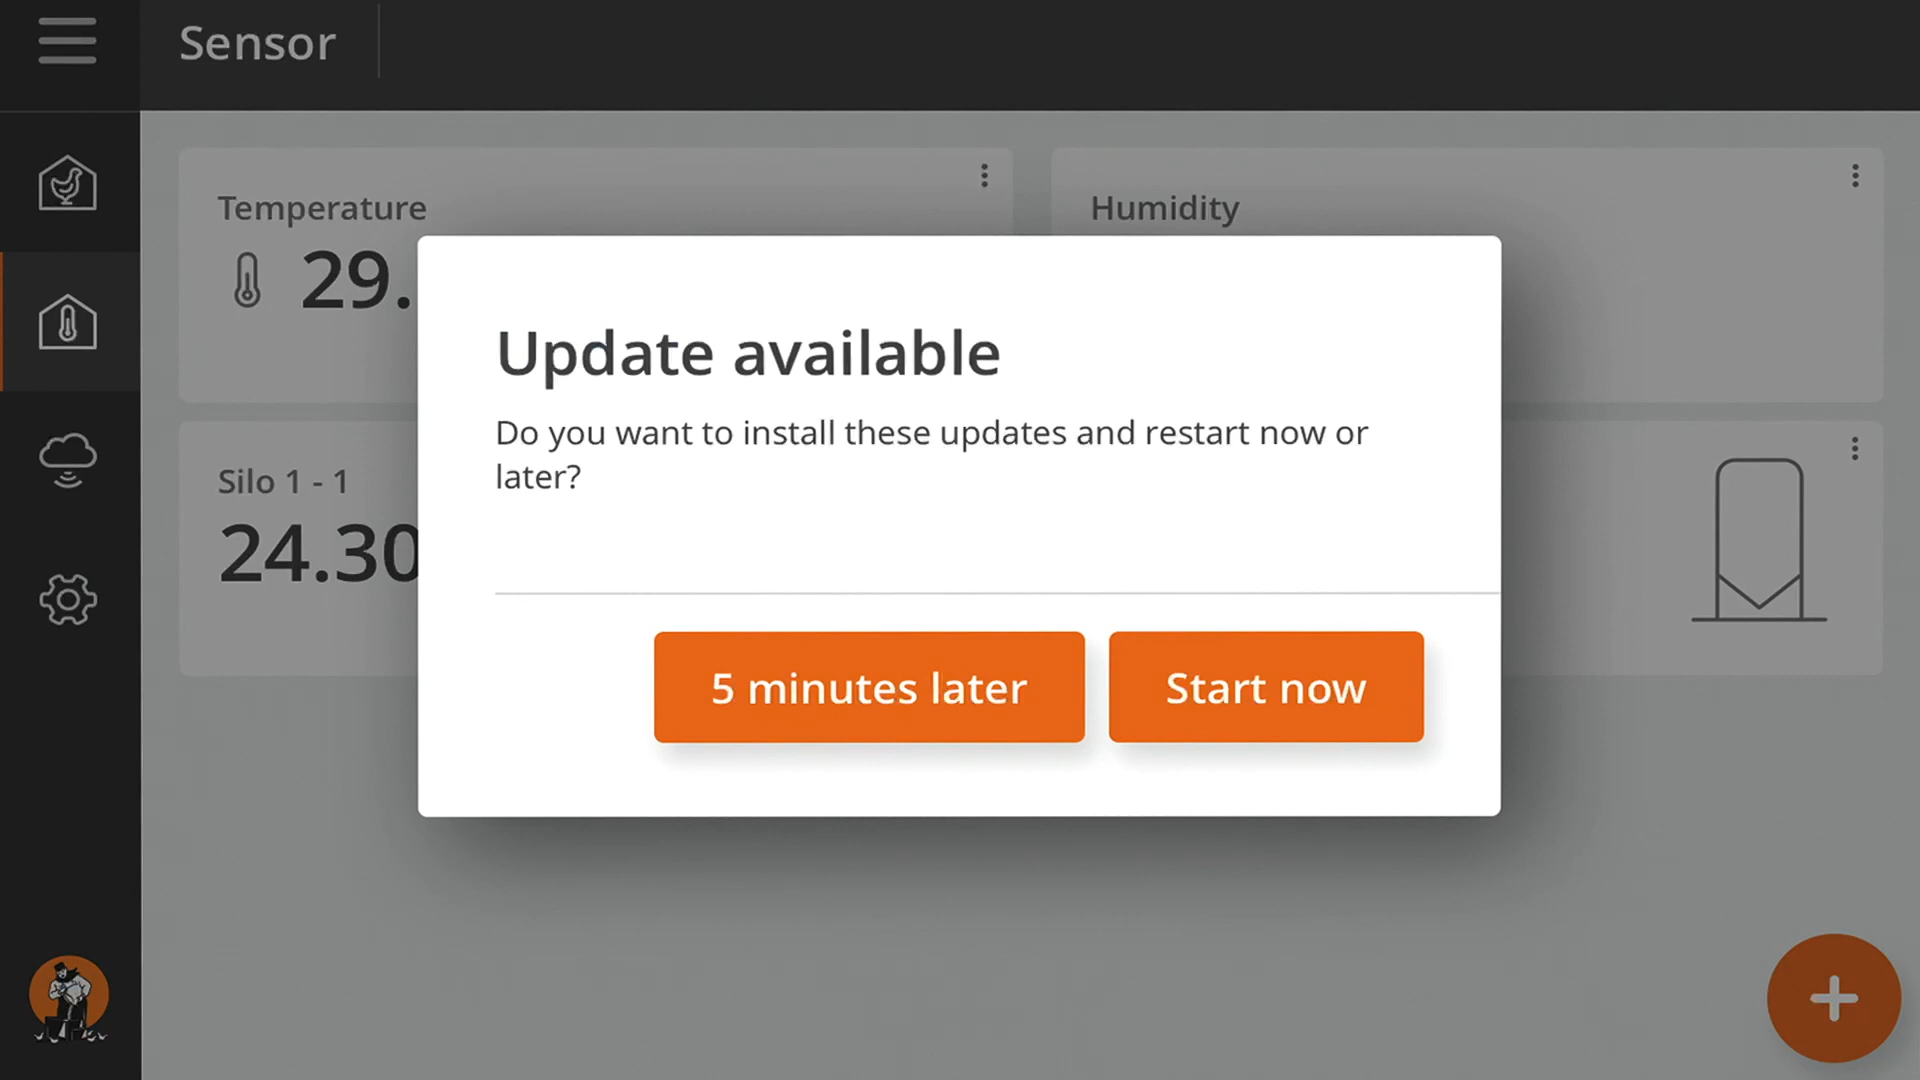 Sensor
Temperature
29.
Humidity
Update available
Do you want to install these updates and restart now or
later?
Silo 1 - 1
24.30
5 minutes later
Start now